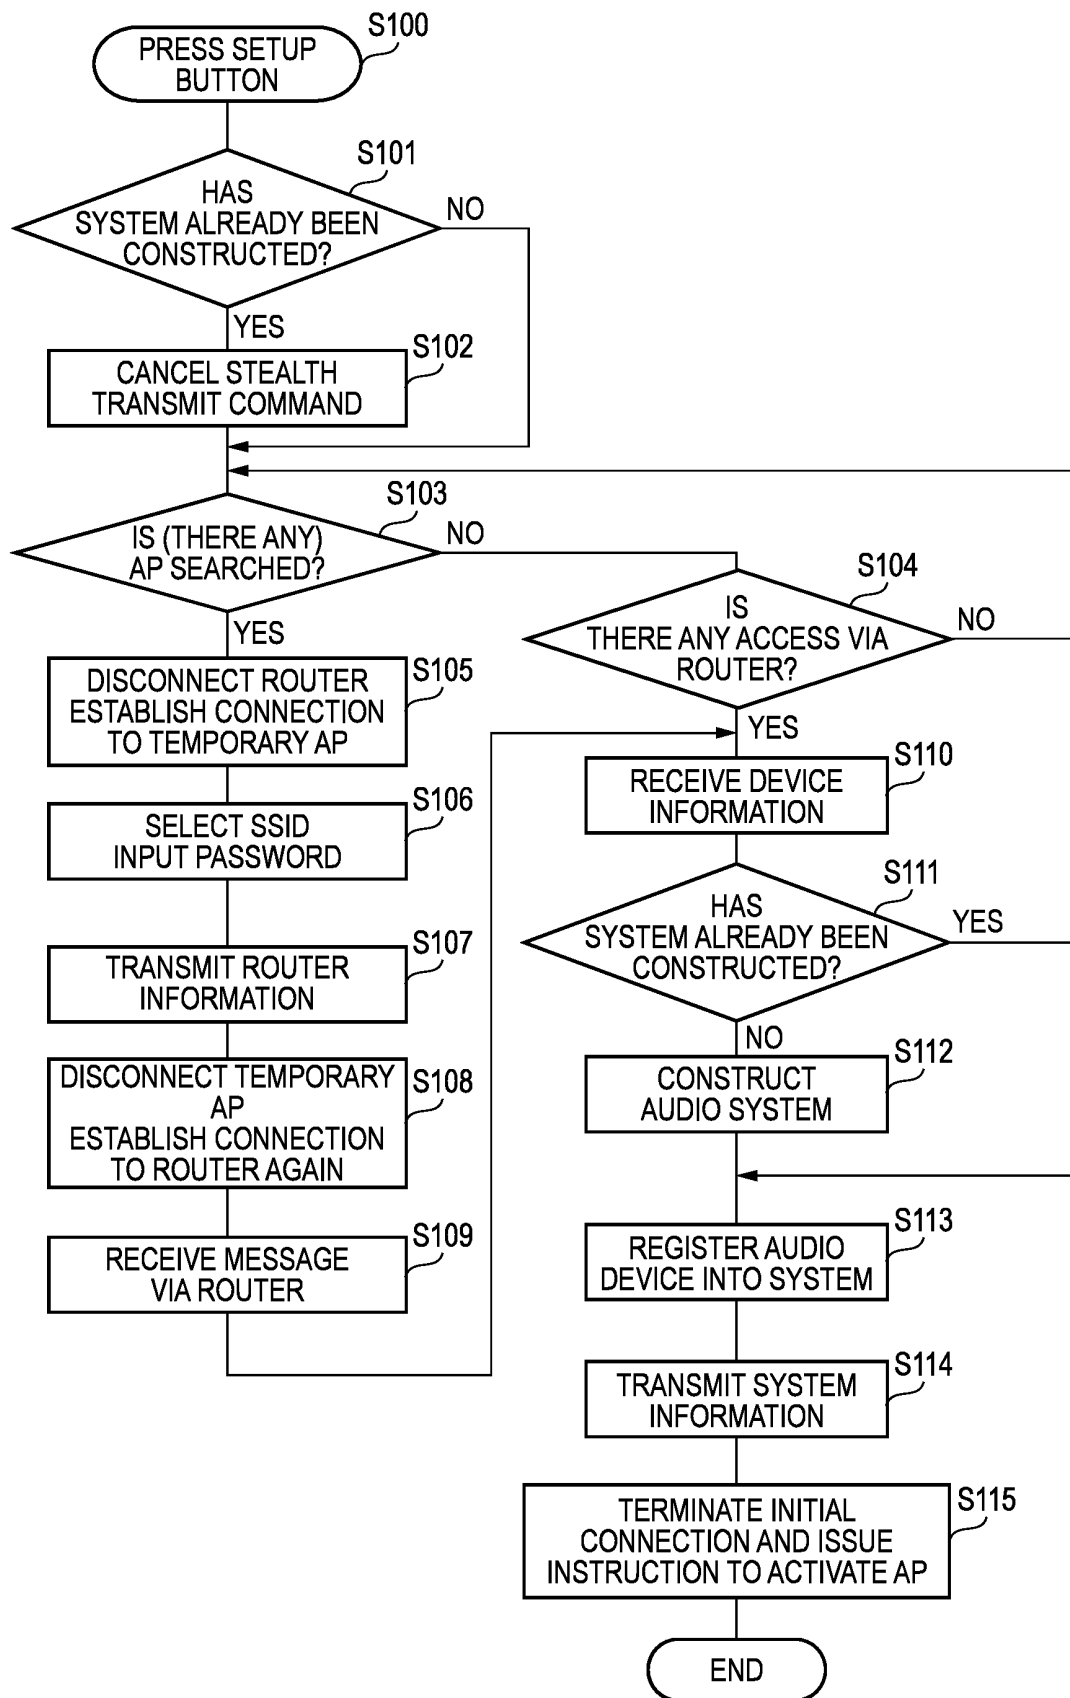 S100
PRESS SETUP
BUTTON
S101
HAS
SYSTEM ALREADY BEEN
CONSTRUCTED?
NO
YES
S102
CANCEL STEALTH
TRANSMIT COMMAND
S103
IS (THERE ANY)
AP SEARCHED?
NO
YES
S104
IS
THERE ANY ACCESS VIA
ROUTER?
NO
YES
S105
DISCONNECT ROUTER
ESTABLISH CONNECTION
TO TEMPORARY AP
S106
SELECT SSID
INPUT PASSWORD
S107
TRANSMIT ROUTER
INFORMATION
S108
DISCONNECT TEMPORARY
AP
ESTABLISH CONNECTION
TO ROUTER AGAIN
S109
RECEIVE MESSAGE
VIA ROUTER
S110
RECEIVE DEVICE
INFORMATION
S111
HAS
SYSTEM ALREADY BEEN
CONSTRUCTED?
YES
NO
S112
CONSTRUCT
AUDIO SYSTEM
S113
REGISTER AUDIO
DEVICE INTO SYSTEM
S114
TRANSMIT SYSTEM
INFORMATION
S115
TERMINATE INITIAL
CONNECTION AND ISSUE
INSTRUCTION TO ACTIVATE AP
END